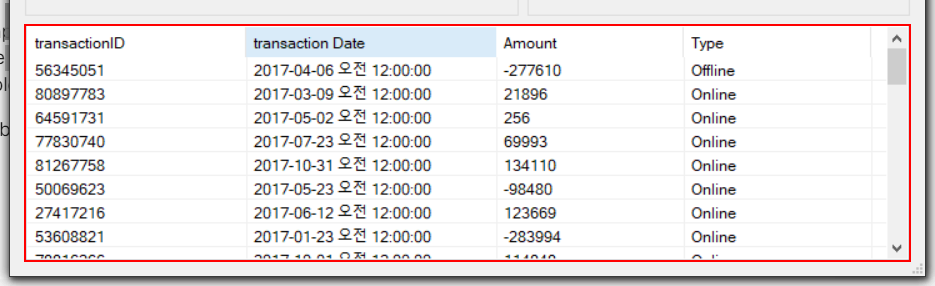 transactionID transaction Date Amount Type
56345051 2017-04-06 오전 12:00:00 -277610 Offline
80897783 2017-03-09 오전 12:00:00 21896 Online
64591731 2017-05-02 오전 12:00:00 256 Online
77830740 2017-07-23 오전 12:00:00 69993 Online
81267758 2017-10-31 오전 12:00:00 134110 Online
50069623 2017-05-23 오전 12:00:00 -98480 Online
27417216 2017-06-12 오전 12:00:00 123669 Online
53608821 2017-01-23 오전 12:00:00 -283994 Online